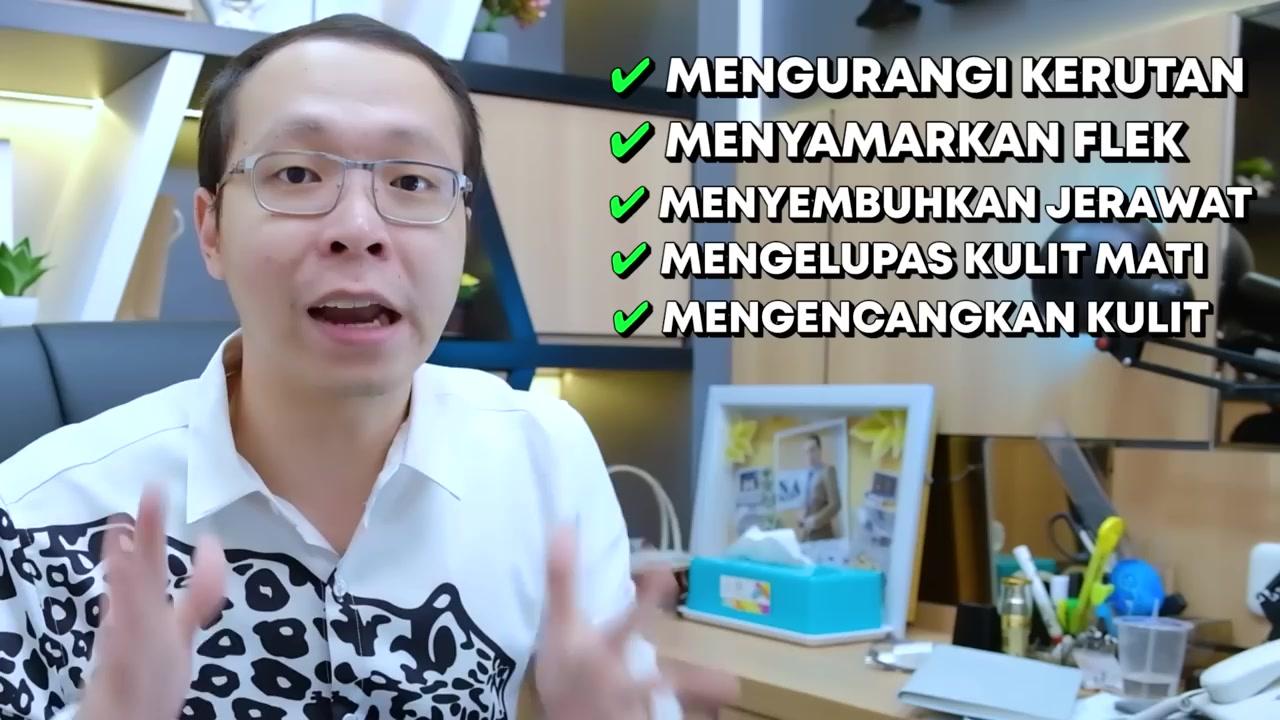 ✔ MENGURANGI KERUTAN
✔ MENYAMARKAN FLEK
✔ MENYEMBUHKAN JERAWAT
✔ MENGELUPAS KULIT MATI
✔ MENGENCANGKAN KULIT